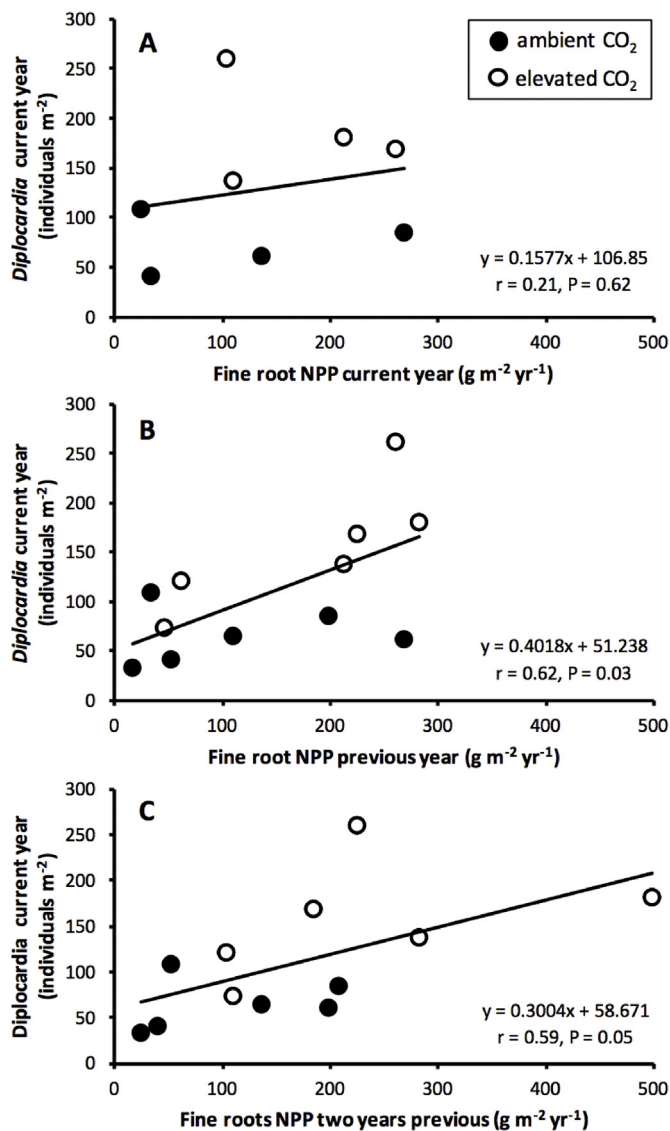 A
ambient CO₂
elevated CO₂
Diplocardia current year
(individuals m⁻²)
300
250
200
150
100
50
0
y = 0.1577x + 106.85
r = 0.21, P = 0.62
0 100 200 300 400 500
Fine root NPP current year (g m⁻² yr⁻¹)
B
Diplocardia current year
(individuals m⁻²)
300
250
200
150
100
50
0
y = 0.4018x + 51.238
r = 0.62, P = 0.03
0 100 200 300 400 500
Fine root NPP previous year (g m⁻² yr⁻¹)
C
Diplocardia current year
(individuals m⁻²)
300
250
200
150
100
50
0
y = 0.3004x + 58.671
r = 0.59, P = 0.05
0 100 200 300 400 500
Fine roots NPP two years previous (g m⁻² yr⁻¹)